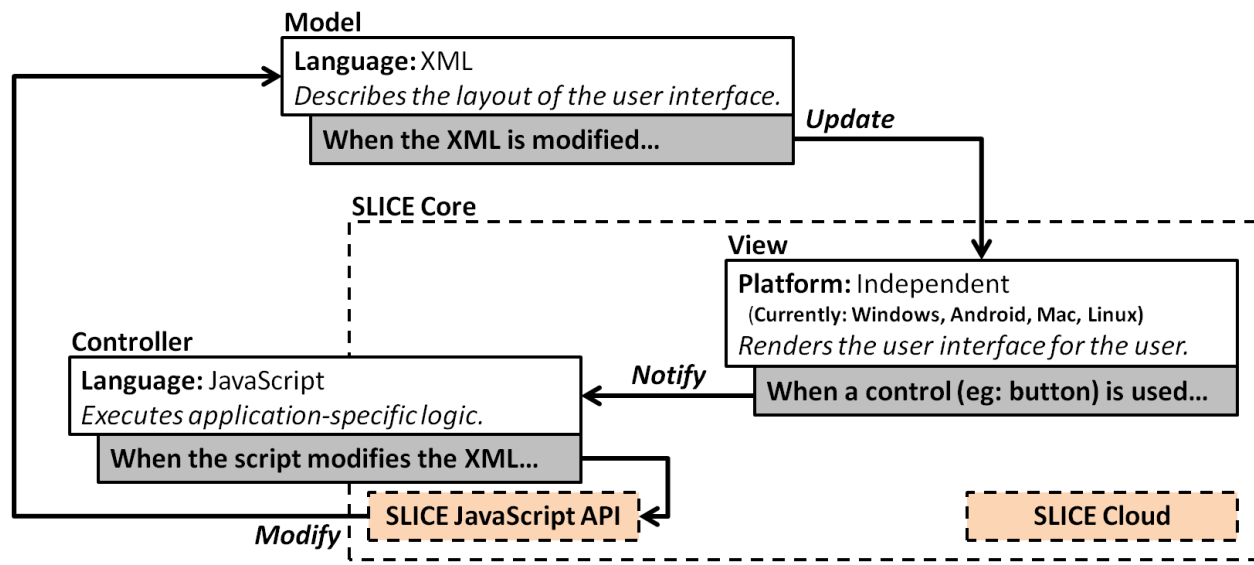 Model
Language: XML
Describes the layout of the user interface.
When the XML is modified...
Update
SLICE Core
View
Platform: Independent
(Currently: Windows, Android, Mac, Linux)
Renders the user interface for the user.
When a control (eg: button) is used...
Notify
Controller
Language: JavaScript
Executes application-specific logic.
When the script modifies the XML...
SLICE JavaScript API
Modify
SLICE Cloud